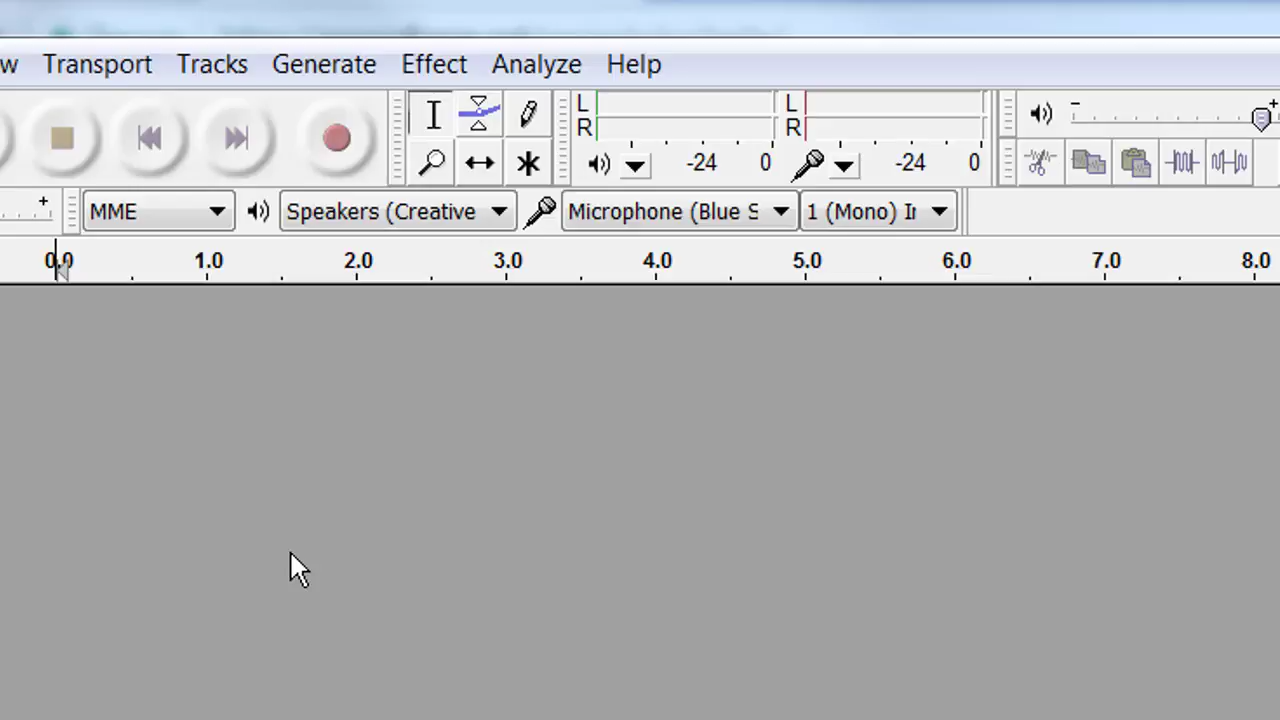 w Transport Tracks Generate Effect Analyze Help
L
R
-24 0
L
R
-24 0
- +
+
MME
Speakers (Creative
Microphone (Blue S
1 (Mono) Ir
0.0 1.0 2.0 3.0 4.0 5.0 6.0 7.0 8.0